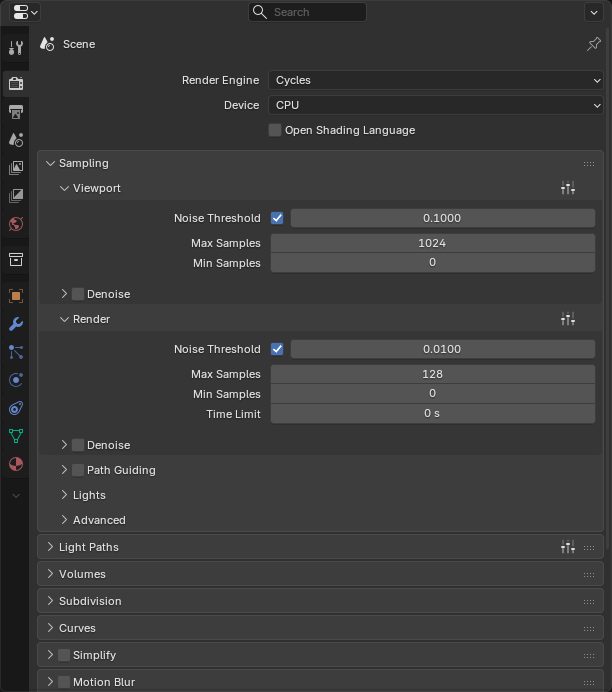 Search
Scene
Render Engine Cycles
Device CPU
Open Shading Language
Sampling
Viewport
Noise Threshold 0.1000
Max Samples 1024
Min Samples 0
Denoise
Render
Noise Threshold 0.0100
Max Samples 128
Min Samples 0
Time Limit 0 s
Denoise
Path Guiding
Lights
Advanced
Light Paths
Volumes
Subdivision
Curves
Simplify
Motion Blur